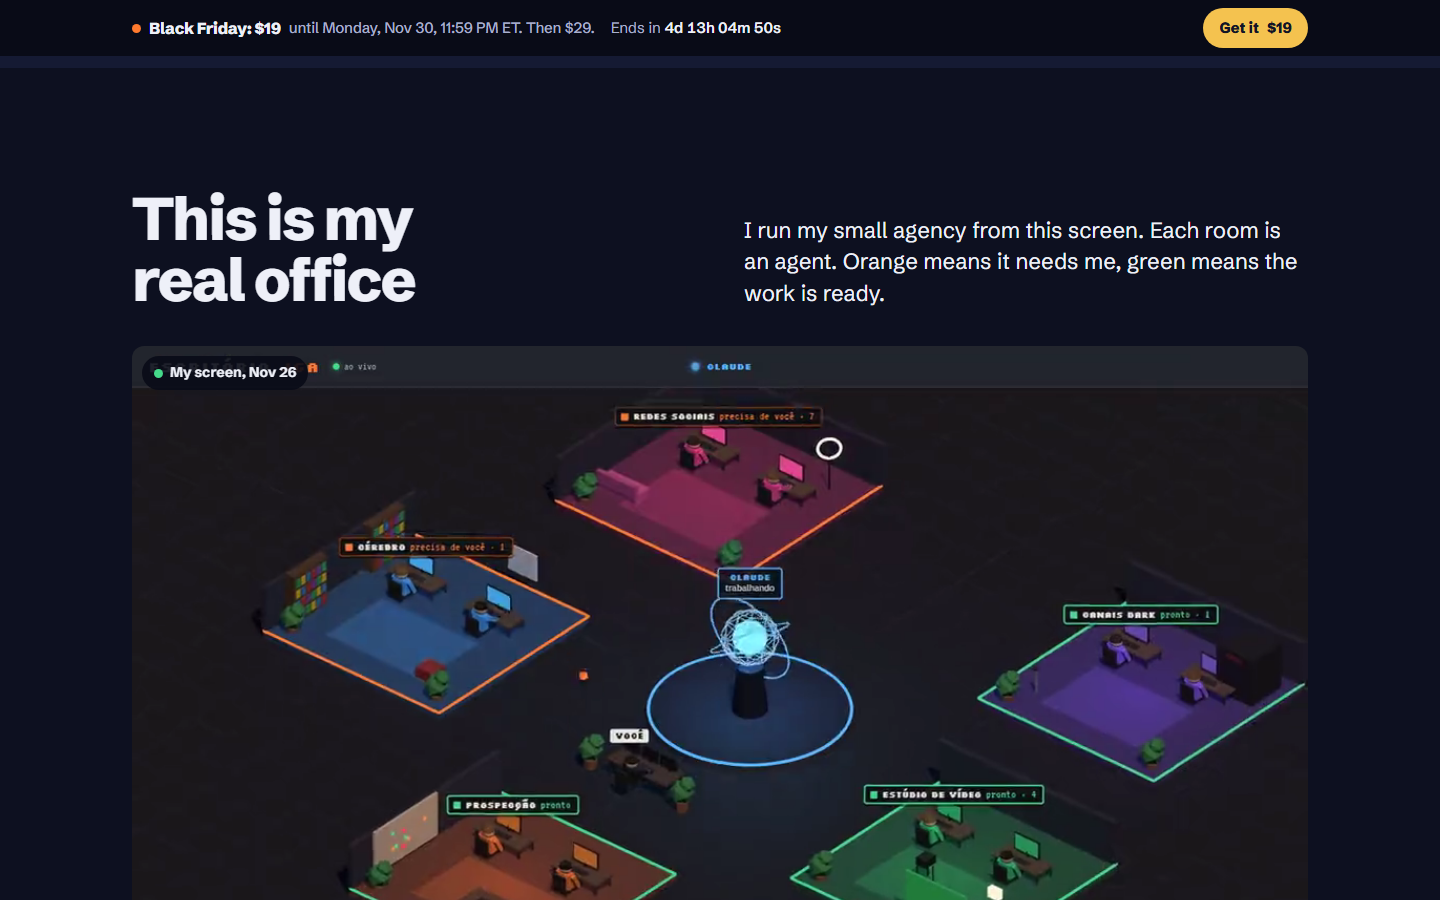 Black Friday: $19 until Monday, Nov 30, 11:59 PM ET. Then $29. Ends in 4d 13h 04m 50s
Get it $19
This is my
real office
I run my small agency from this screen. Each room is
an agent. Orange means it needs me, green means the
work is ready.
My screen, Nov 26
ao vivo
CLAUDE
REDES SOCIAIS precisa de você · 7
CÉREBRO precisa de você · 1
CLAUDE
trabalhando
CANAIS DARK pronto · 1
VOCÊ
ESTÚDIO DE VÍDEO pronto · 4
PROSPECÇÃO pronto